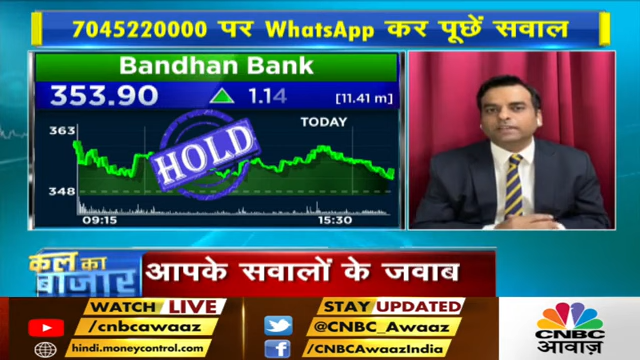 7045220000 पर WhatsApp कर पूछें सवाल
Bandhan Bank
353.90 ▲ 1.14 [11.41 m]
TODAY
363
HOLD
348
09:15 15:30
कल का
बाज़ार
आपके सवालों के जवाब
WATCH LIVE
/cnbcawaaz
hindi.moneycontrol.com
STAY UPDATED
@CNBC_Awaaz
/CNBCAwaazIndia
CNBC
आवाज़